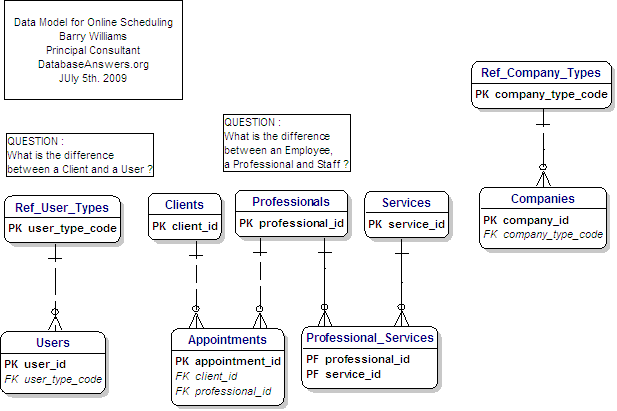 Data Model for Online Scheduling
Barry Williams
Principal Consultant
DatabaseAnswers.org
JUly 5th. 2009
Ref_Company_Types
PK company_type_code
QUESTION :
What is the difference
between a Client and a User ?
QUESTION :
What is the difference
between an Employee,
a Professional and Staff ?
Ref_User_Types
PK user_type_code
Clients
PK client_id
Professionals
PK professional_id
Services
PK service_id
Companies
PK company_id
FK company_type_code
Users
PK user_id
FK user_type_code
Appointments
PK appointment_id
FK client_id
FK professional_id
Professional_Services
PF professional_id
PF service_id